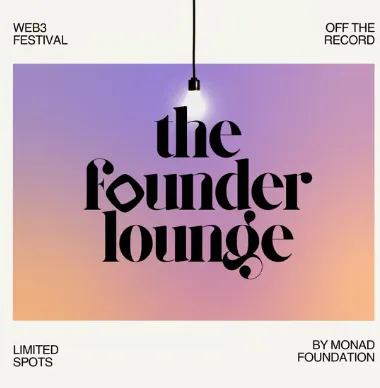 WEB3
FESTIVAL
OFF THE
RECORD
the
founder
lounge
LIMITED
SPOTS
BY MONAD
FOUNDATION